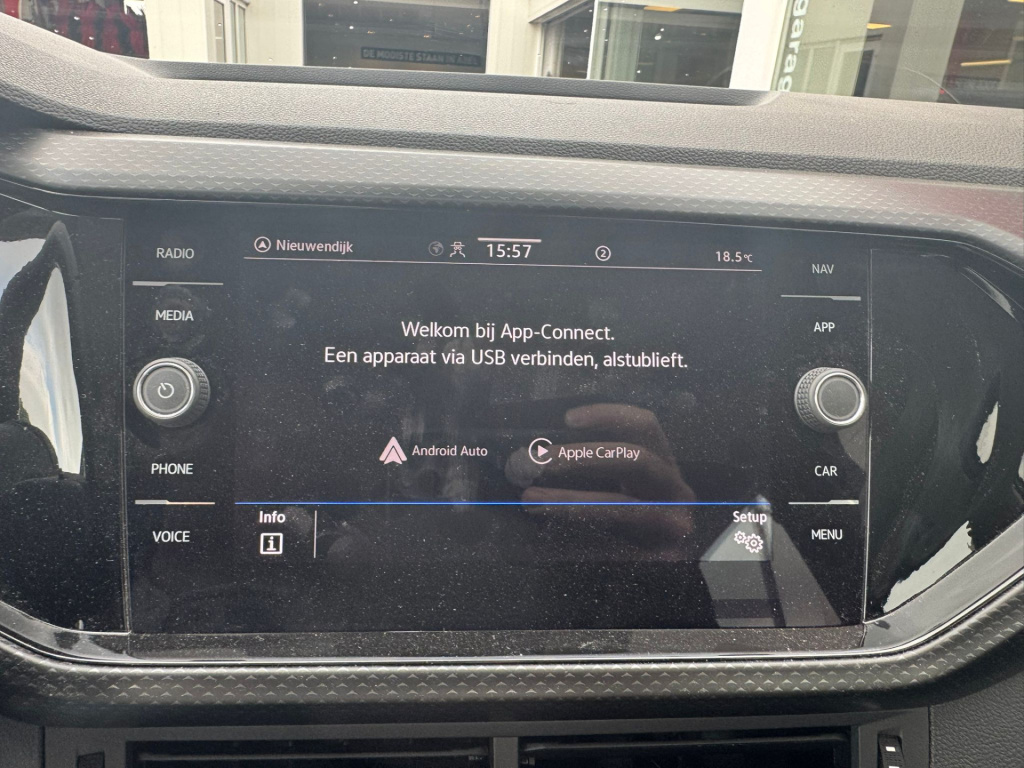 DE MOOISTE STAAN IN
garag
RADIO
MEDIA
PHONE
VOICE
Nieuwendijk
15:57
2
18.5°C
Welkom bij App-Connect.
Een apparaat via USB verbinden, alstublieft.
Android Auto
Apple CarPlay
Info
i
Setup
NAV
APP
CAR
MENU